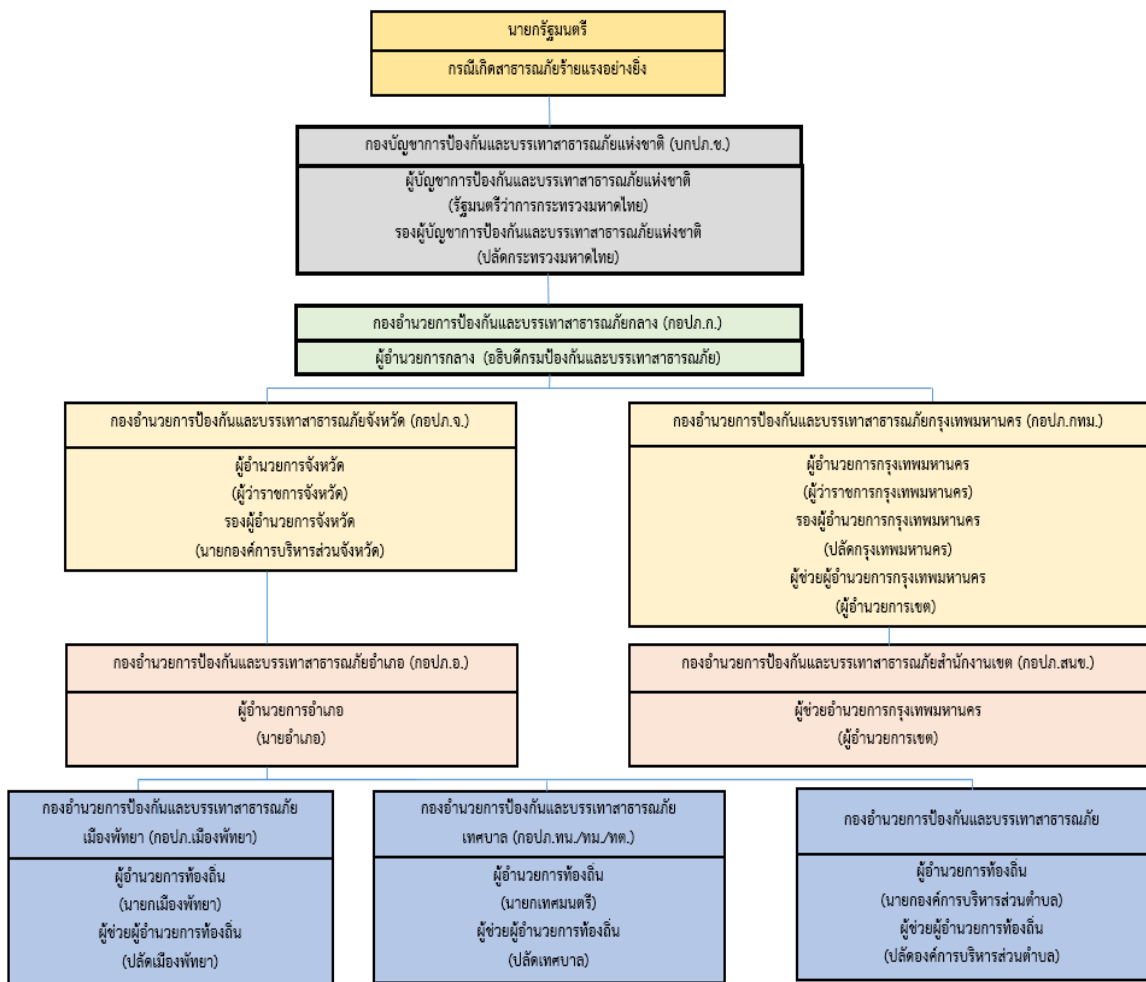 นายกรัฐมนตรี
กรณีเกิดสาธารณภัยร้ายแรงอย่างยิ่ง
กองบัญชาการป้องกันและบรรเทาสาธารณภัยแห่งชาติ (บกปภ.ช.)
ผู้บัญชาการป้องกันและบรรเทาสาธารณภัยแห่งชาติ
(รัฐมนตรีว่าการกระทรวงมหาดไทย)
รองผู้บัญชาการป้องกันและบรรเทาสาธารณภัยแห่งชาติ
(ปลัดกระทรวงมหาดไทย)
กองอำนวยการป้องกันและบรรเทาสาธารณภัยกลาง (กอปภ.ก.)
ผู้อำนวยการกลาง (อธิบดีกรมป้องกันและบรรเทาสาธารณภัย)
กองอำนวยการป้องกันและบรรเทาสาธารณภัยจังหวัด (กอปภ.จ.)
ผู้อำนวยการจังหวัด
(ผู้ว่าราชการจังหวัด)
รองผู้อำนวยการจังหวัด
(นายกองค์การบริหารส่วนจังหวัด)
กองอำนวยการป้องกันและบรรเทาสาธารณภัยกรุงเทพมหานคร (กอปภ.กทม.)
ผู้อำนวยการกรุงเทพมหานคร
(ผู้ว่าราชการกรุงเทพมหานคร)
รองผู้อำนวยการกรุงเทพมหานคร
(ปลัดกรุงเทพมหานคร)
ผู้ช่วยผู้อำนวยการกรุงเทพมหานคร
(ผู้อำนวยการเขต)
กองอำนวยการป้องกันและบรรเทาสาธารณภัยอำเภอ (กอปภ.อ.)
ผู้อำนวยการอำเภอ
(นายอำเภอ)
กองอำนวยการป้องกันและบรรเทาสาธารณภัยสำนักงานเขต (กอปภ.สนข.)
ผู้ช่วยอำนวยการกรุงเทพมหานคร
(ผู้อำนวยการเขต)
กองอำนวยการป้องกันและบรรเทาสาธารณภัย
เมืองพัทยา (กอปภ.เมืองพัทยา)
ผู้อำนวยการท้องถิ่น
(นายกเมืองพัทยา)
ผู้ช่วยผู้อำนวยการท้องถิ่น
(ปลัดเมืองพัทยา)
กองอำนวยการป้องกันและบรรเทาสาธารณภัย
เทศบาล (กอปภ.ทน./ทม./ทต.)
ผู้อำนวยการท้องถิ่น
(นายกเทศมนตรี)
ผู้ช่วยผู้อำนวยการท้องถิ่น
(ปลัดเทศบาล)
กองอำนวยการป้องกันและบรรเทาสาธารณภัย
ผู้อำนวยการท้องถิ่น
(นายกองค์การบริหารส่วนตำบล)
ผู้ช่วยผู้อำนวยการท้องถิ่น
(ปลัดองค์การบริหารส่วนตำบล)